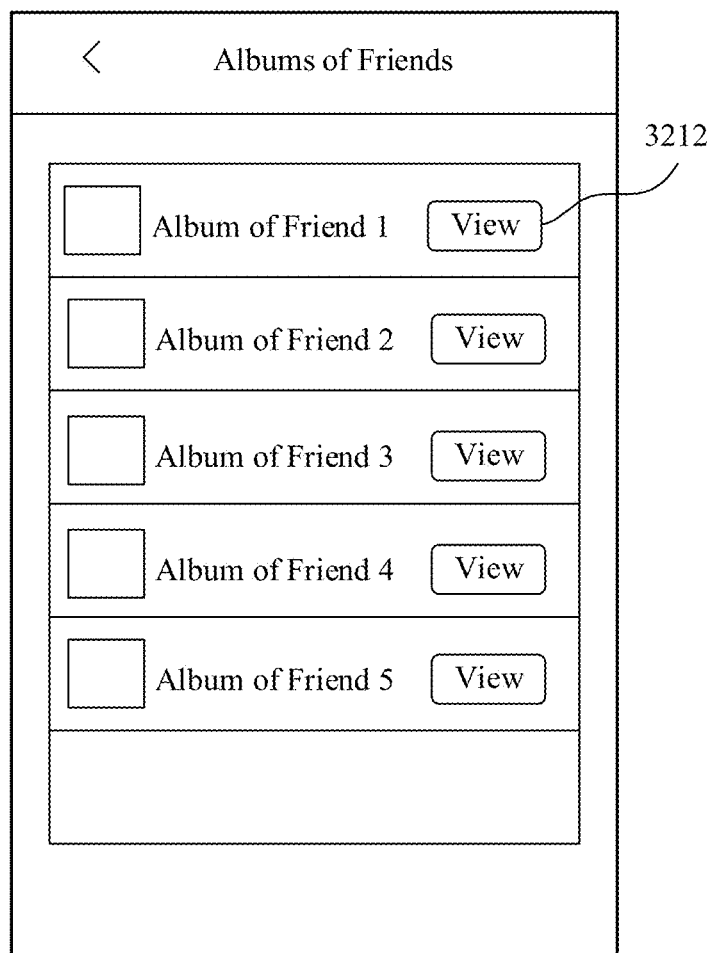 Albums of Friends
3212
Album of Friend 1 View
Album of Friend 2 View
Album of Friend 3 View
Album of Friend 4 View
Album of Friend 5 View